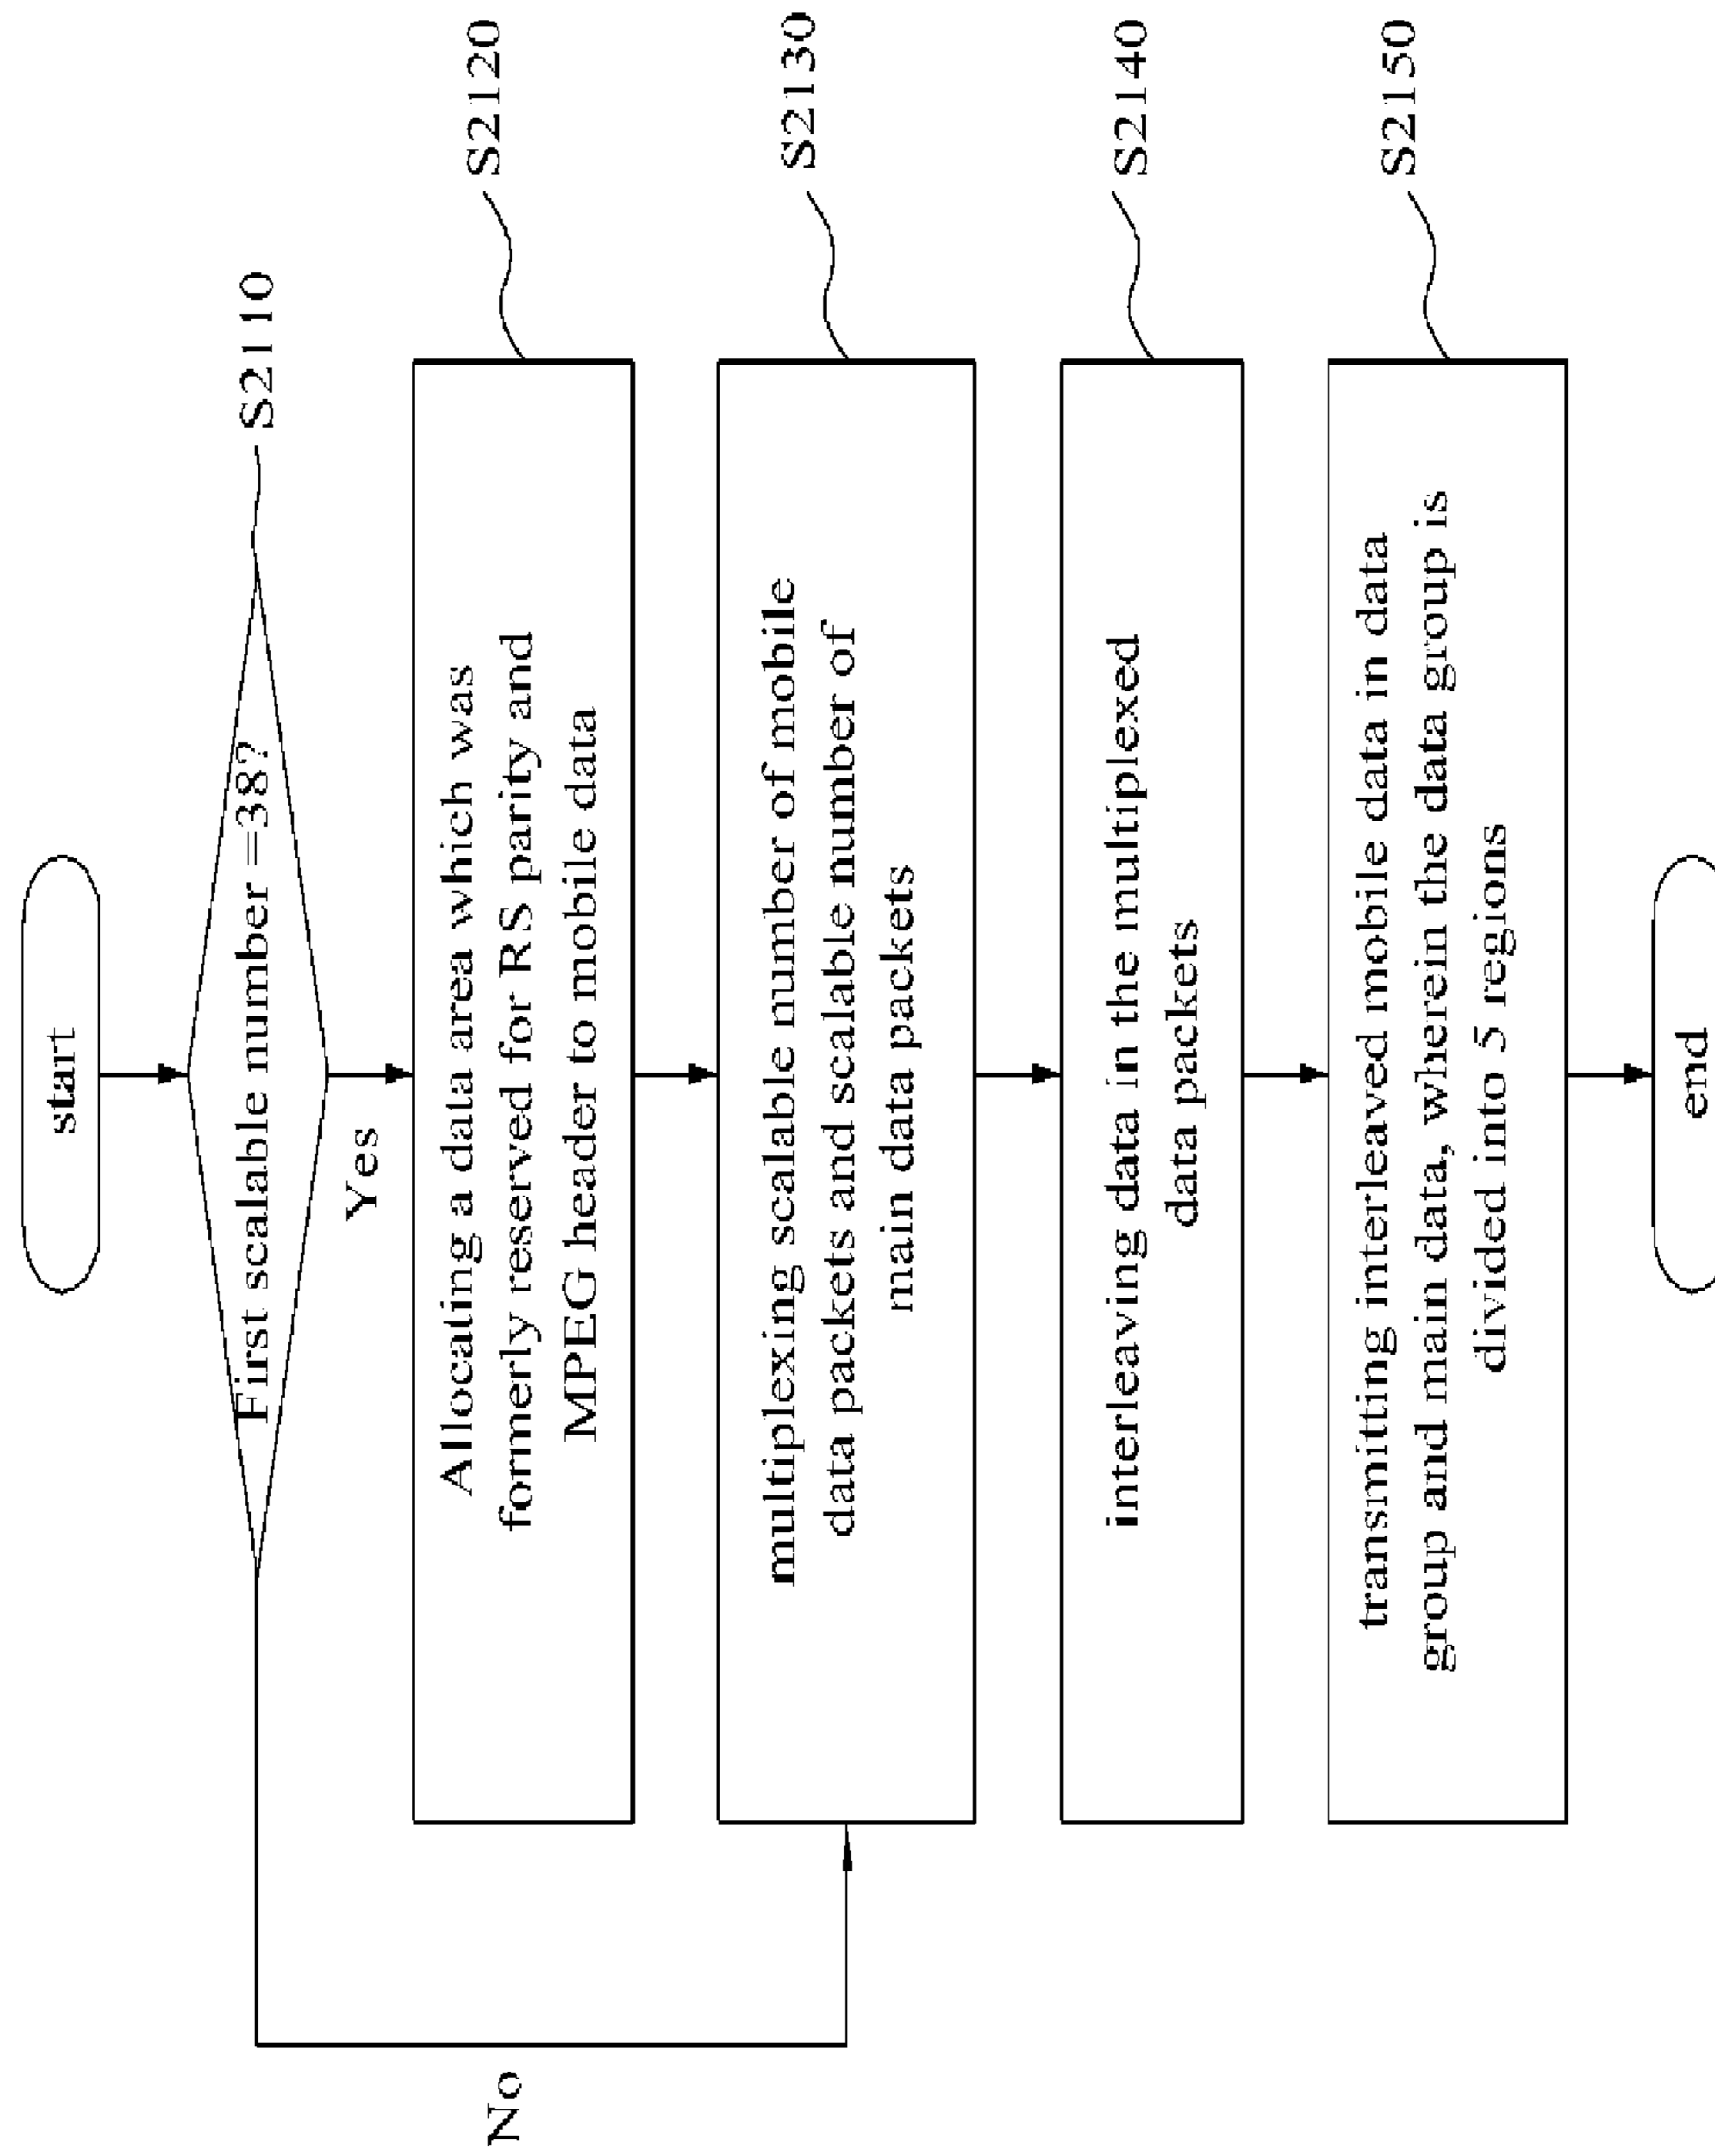 start
First scalable number =38?
S2110
Yes
No
Allocating a data area which was
formerly reserved for RS parity and
MPEG header to mobile data
S2120
multiplexing scalable number of mobile
data packets and scalable number of
main data packets
S2130
interleaving data in the multiplexed
data packets
S2140
transmitting interleaved mobile data in data
group and main data, wherein the data group is
divided into 5 regions
S2150
end